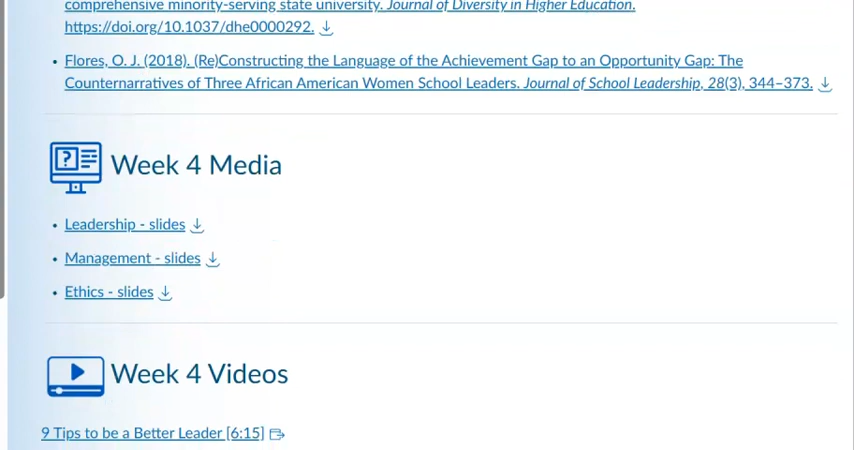 comprehensive minority-serving state university. Journal of Diversity in Higher Education.
https://doi.org/10.1037/dhe0000292.
• Flores, O. J. (2018). (Re)Constructing the Language of the Achievement Gap to an Opportunity Gap: The
Counternarratives of Three African American Women School Leaders. Journal of School Leadership, 28(3), 344–373.
?
Week 4 Media
• Leadership - slides
• Management - slides
• Ethics - slides
Week 4 Videos
9 Tips to be a Better Leader [6:15]